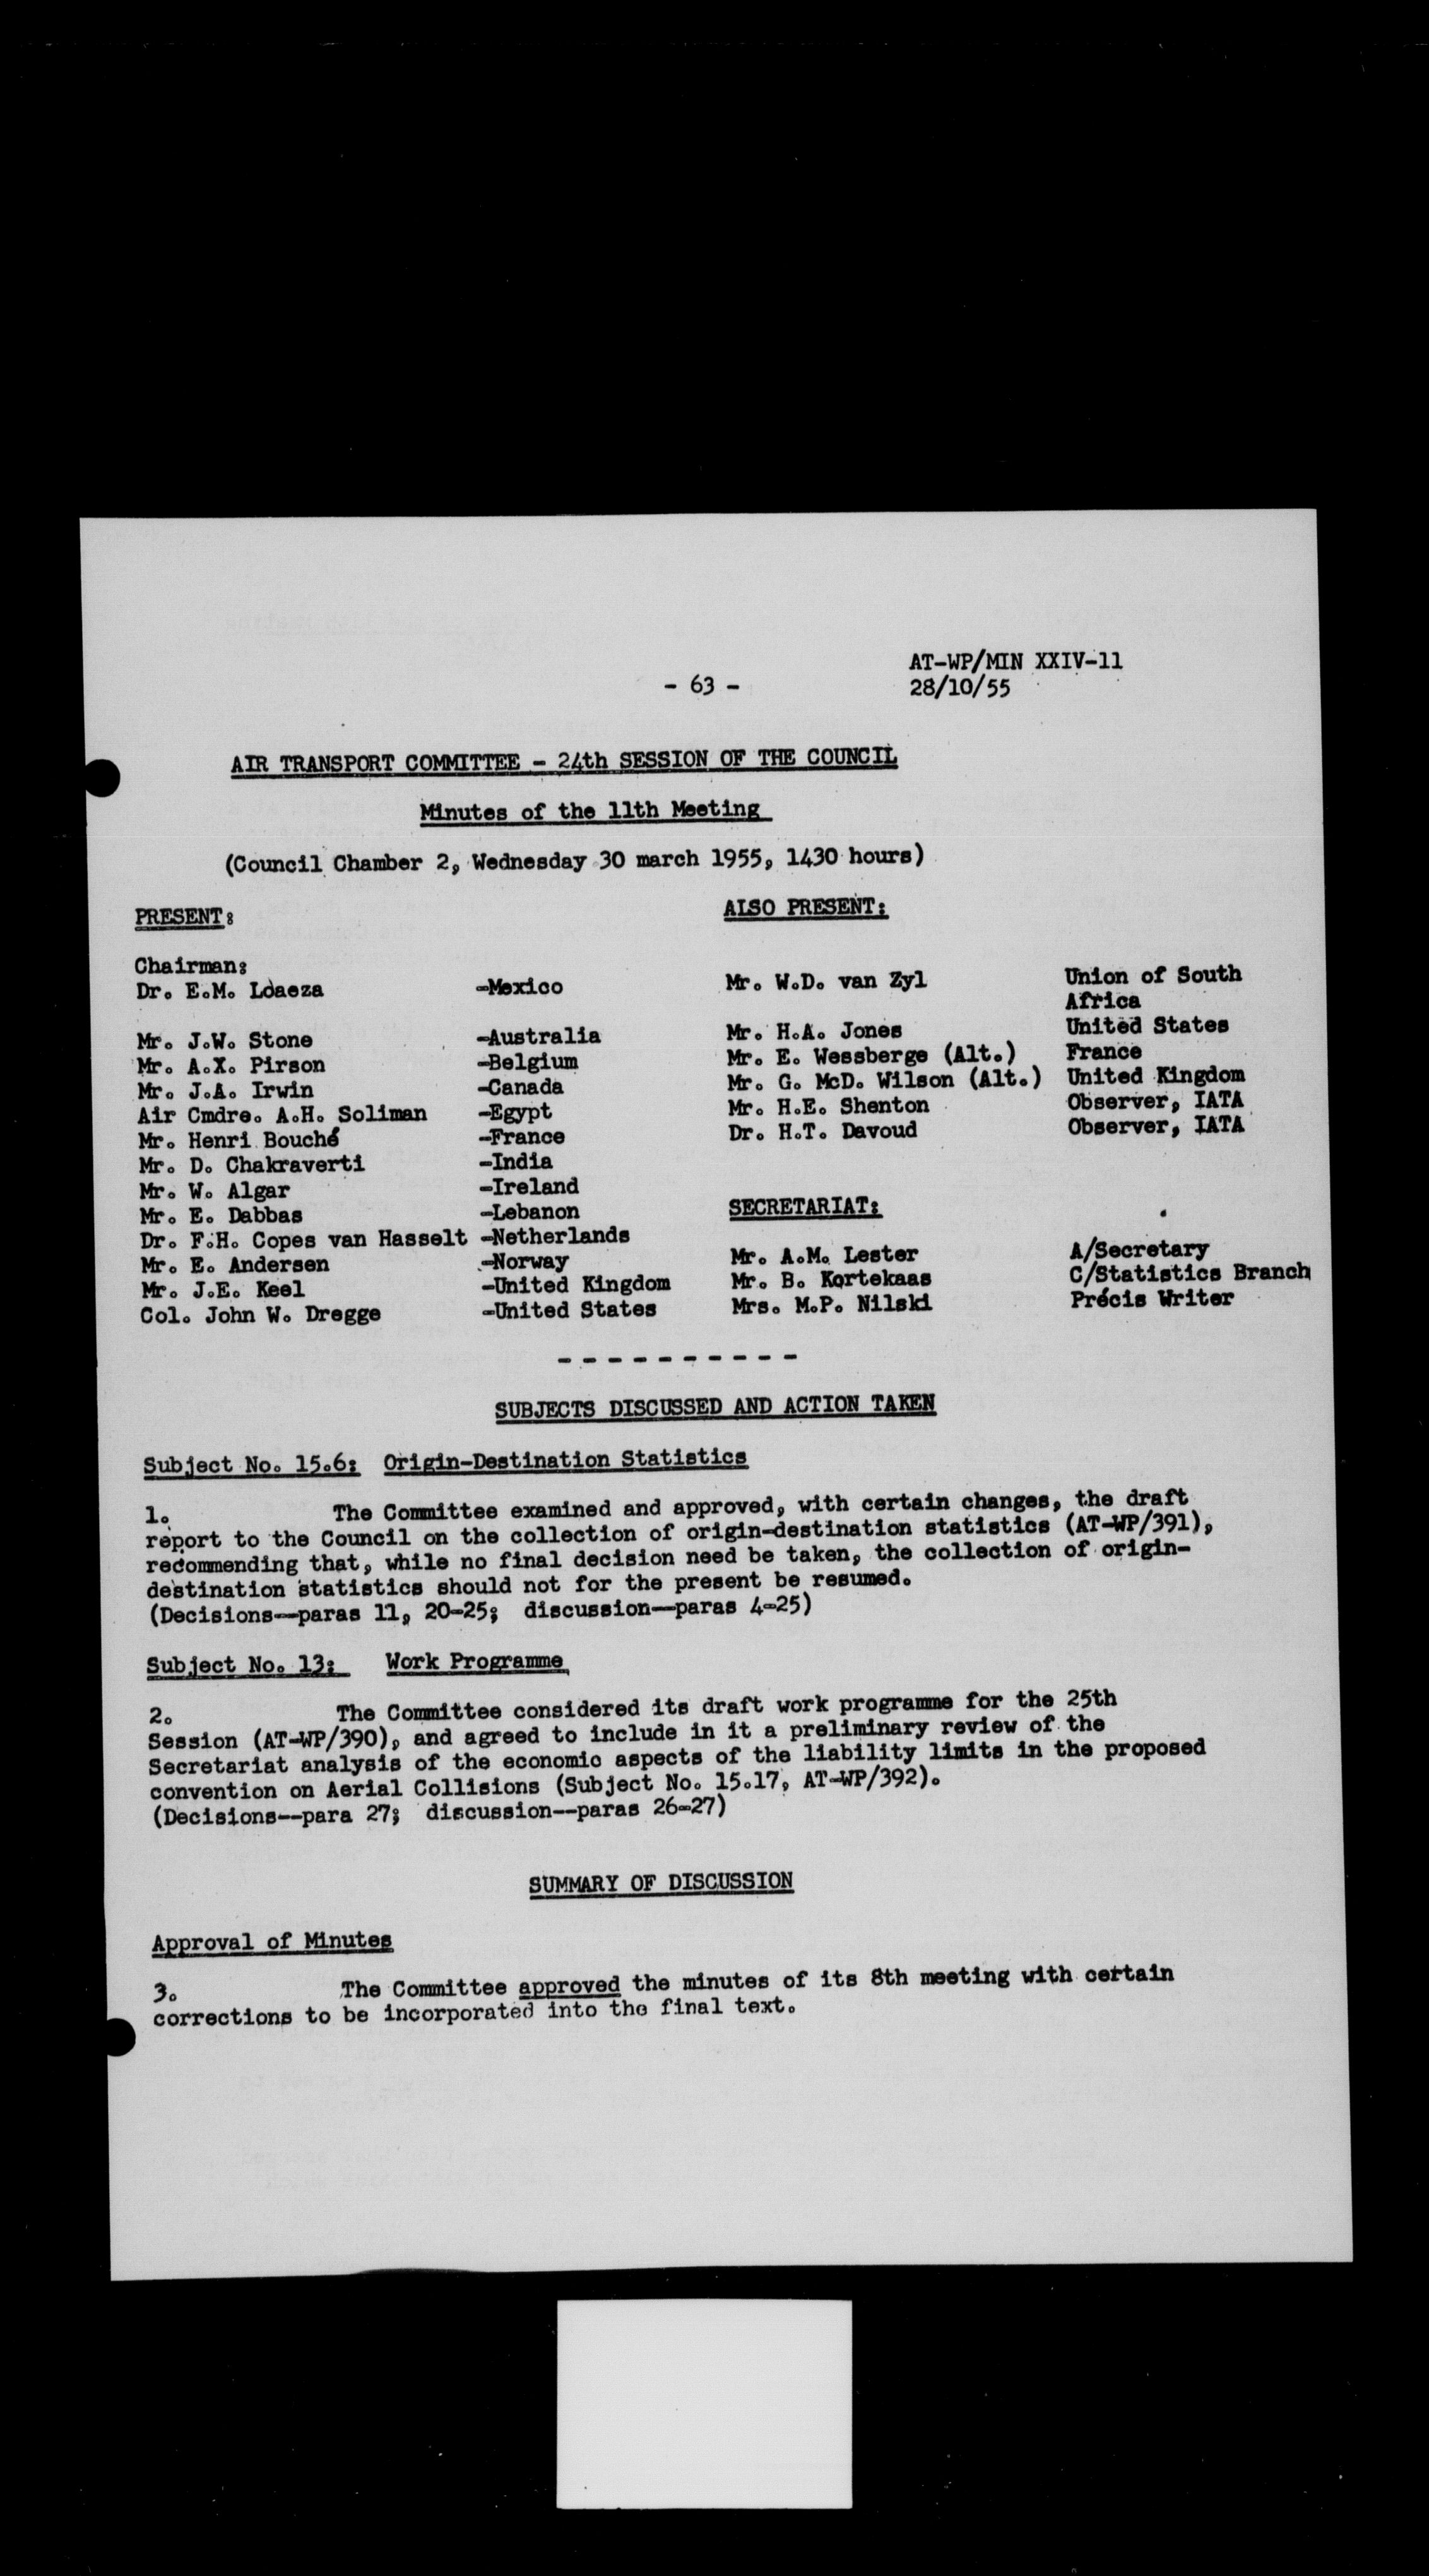 AT-WP/MIN XXIV-11
- 63 -
28/10/55
AIR TRANSPORT COMMITTEE - 24th SESSION OF THE COUNCIL
Minutes of the 11th Meeting
(Council Chamber 2, Wednesday 30 march 1955, 1430 hours)
PRESENT:
Chairman:
Dr. E.M. Loaeza -Mexico
Mr. J.W. Stone -Australia
Mr. A.X. Pirson -Belgium
Mr. J.A. Irwin -Canada
Air Cmdre. A.H. Soliman -Egypt
Mr. Henri Bouché -France
Mr. D. Chakraverti -India
Mr. W. Algar -Ireland
Mr. E. Dabbas -Lebanon
Dr. F.H. Copes van Hasselt -Netherlands
Mr. E. Andersen -Norway
Mr. J.E. Keel -United Kingdom
Col. John W. Dregge -United States
ALSO PRESENT:
Mr. W.D. van Zyl Union of South
Africa
Mr. H.A. Jones United States
Mr. E. Wessberge (Alt.) France
Mr. G. McD. Wilson (Alt.) United Kingdom
Mr. H.E. Shenton Observer, IATA
Dr. H.T. Davoud Observer, IATA
SECRETARIAT:
Mr. A.M. Lester A/Secretary
Mr. B. Kortekaas C/Statistics Branch
Mrs. M.P. Nilski Précis Writer
- - - - - - - - - -
SUBJECTS DISCUSSED AND ACTION TAKEN
Subject No. 15.6: Origin-Destination Statistics
1. The Committee examined and approved, with certain changes, the draft
report to the Council on the collection of origin-destination statistics (AT-WP/391),
recommending that, while no final decision need be taken, the collection of origin-
destination statistics should not for the present be resumed.
(Decisions--paras 11, 20-25; discussion--paras 4-25)
Subject No. 13: Work Programme
2. The Committee considered its draft work programme for the 25th
Session (AT-WP/390), and agreed to include in it a preliminary review of the
Secretariat analysis of the economic aspects of the liability limits in the proposed
convention on Aerial Collisions (Subject No. 15.17, AT-WP/392).
(Decisions--para 27; discussion--paras 26-27)
SUMMARY OF DISCUSSION
Approval of Minutes
3. The Committee approved the minutes of its 8th meeting with certain
corrections to be incorporated into the final text.